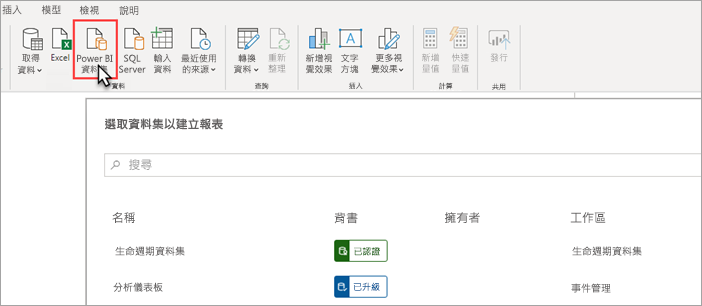 插入 模型 檢視 說明
取得 Excel Power BI SQL 輸入 最近使用 轉換 重新 新增視 文字 更多視 新增 快速 發行
資料 資料集 Server 資料 的來源 資料 整理 覺效果 方塊 覺效果 量值 量值
資料 查詢 插入 計算 共用
選取資料集以建立報表
搜尋
名稱 背書 擁有者 工作區
生命週期資料集 已認證 生命週期資料集
分析儀表板 已升級 事件管理